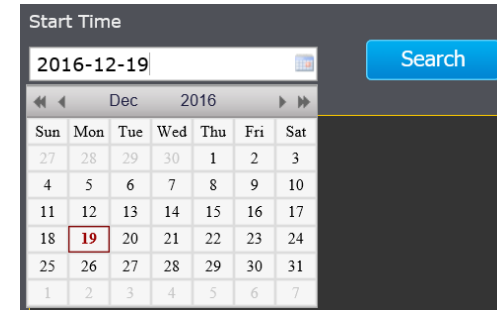 Start Time
2016-12-19
Search
Dec 2016
Sun Mon Tue Wed Thu Fri Sat
27 28 29 30 1 2 3
4 5 6 7 8 9 10
11 12 13 14 15 16 17
18 19 20 21 22 23 24
25 26 27 28 29 30 31
1 2 3 4 5 6 7